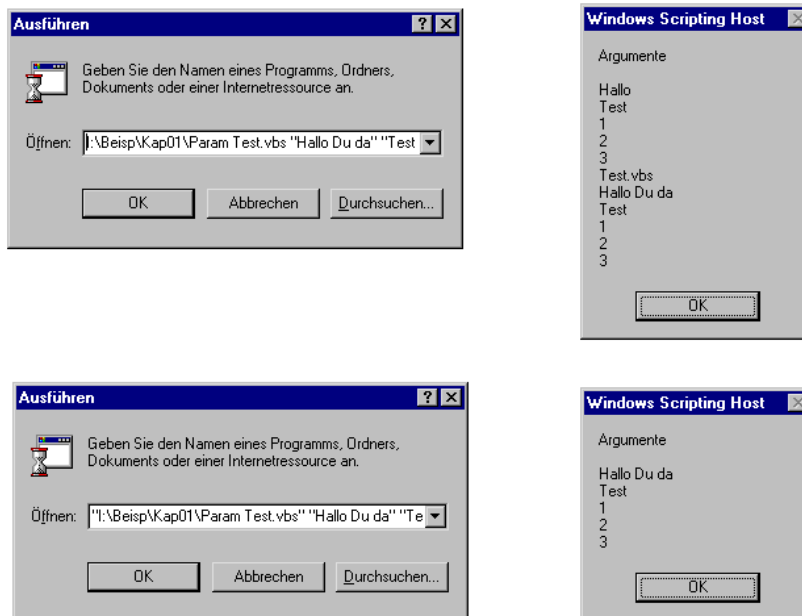 Ausführen
Geben Sie den Namen eines Programms, Ordners,
Dokuments oder einer Internetressource an.
Öffnen: I:\Beisp\Kap01\Param Test.vbs "Hallo Du da" "Test
OK Abbrechen Durchsuchen...
Windows Scripting Host
Argumente
Hallo
Test
1
2
3
Test.vbs
Hallo Du da
Test
1
2
3
OK
Ausführen
Geben Sie den Namen eines Programms, Ordners,
Dokuments oder einer Internetressource an.
Öffnen: "I:\Beisp\Kap01\Param Test.vbs" "Hallo Du da" "Te
OK Abbrechen Durchsuchen...
Windows Scripting Host
Argumente
Hallo Du da
Test
1
2
3
OK